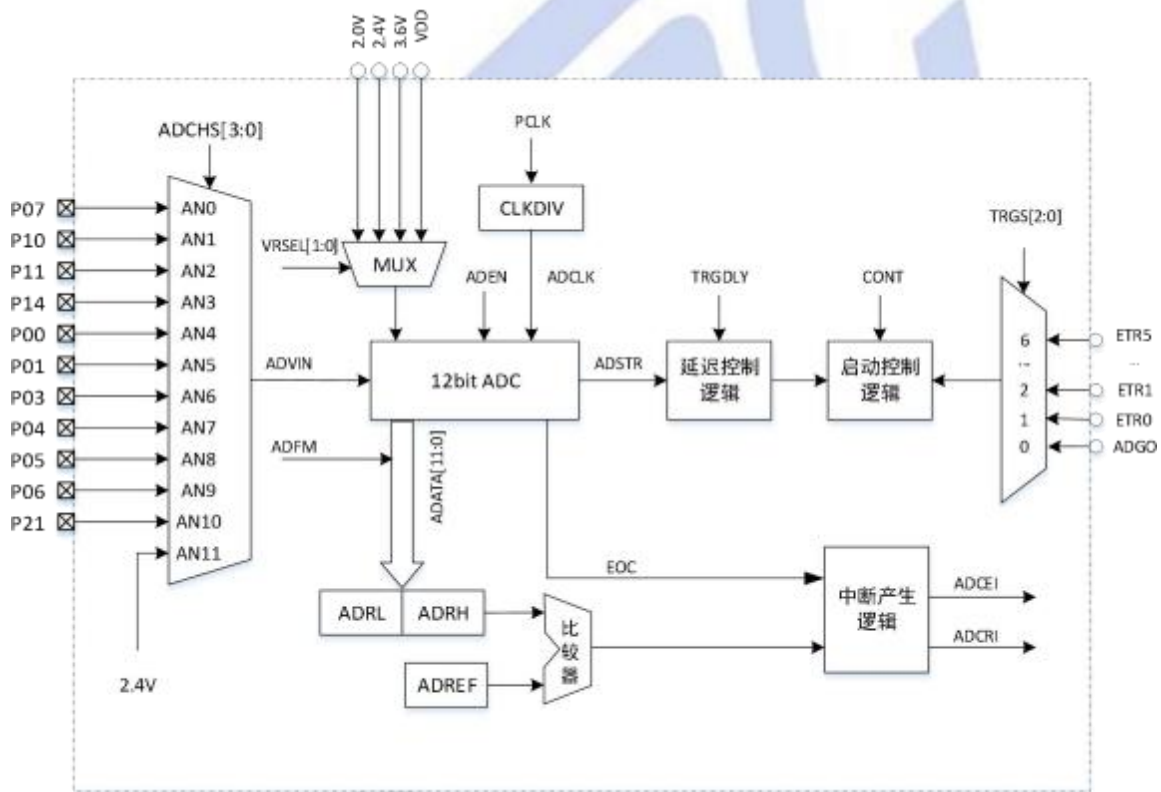 2.0V
2.4V
3.6V
VDD
ADCHS[3:0]
PCLK
CLKDIV
TRGS[2:0]
P07
P10
P11
P14
P00
P01
P03
P04
P05
P06
P21
AN0
AN1
AN2
AN3
AN4
AN5
AN6
AN7
AN8
AN9
AN10
AN11
2.4V
VRSEL[1:0]
MUX
ADEN
ADCLK
TRGDLY
CONT
ADVIN
12bit ADC
ADSTR
延迟控制
逻辑
启动控制
逻辑
6
...
2
1
0
ETR5
...
ETR1
ETR0
ADGO
ADFM
ADATA[11:0]
EOC
ADRL
ADRH
ADREF
比
较
器
中断产生
逻辑
ADCEI
ADCRI